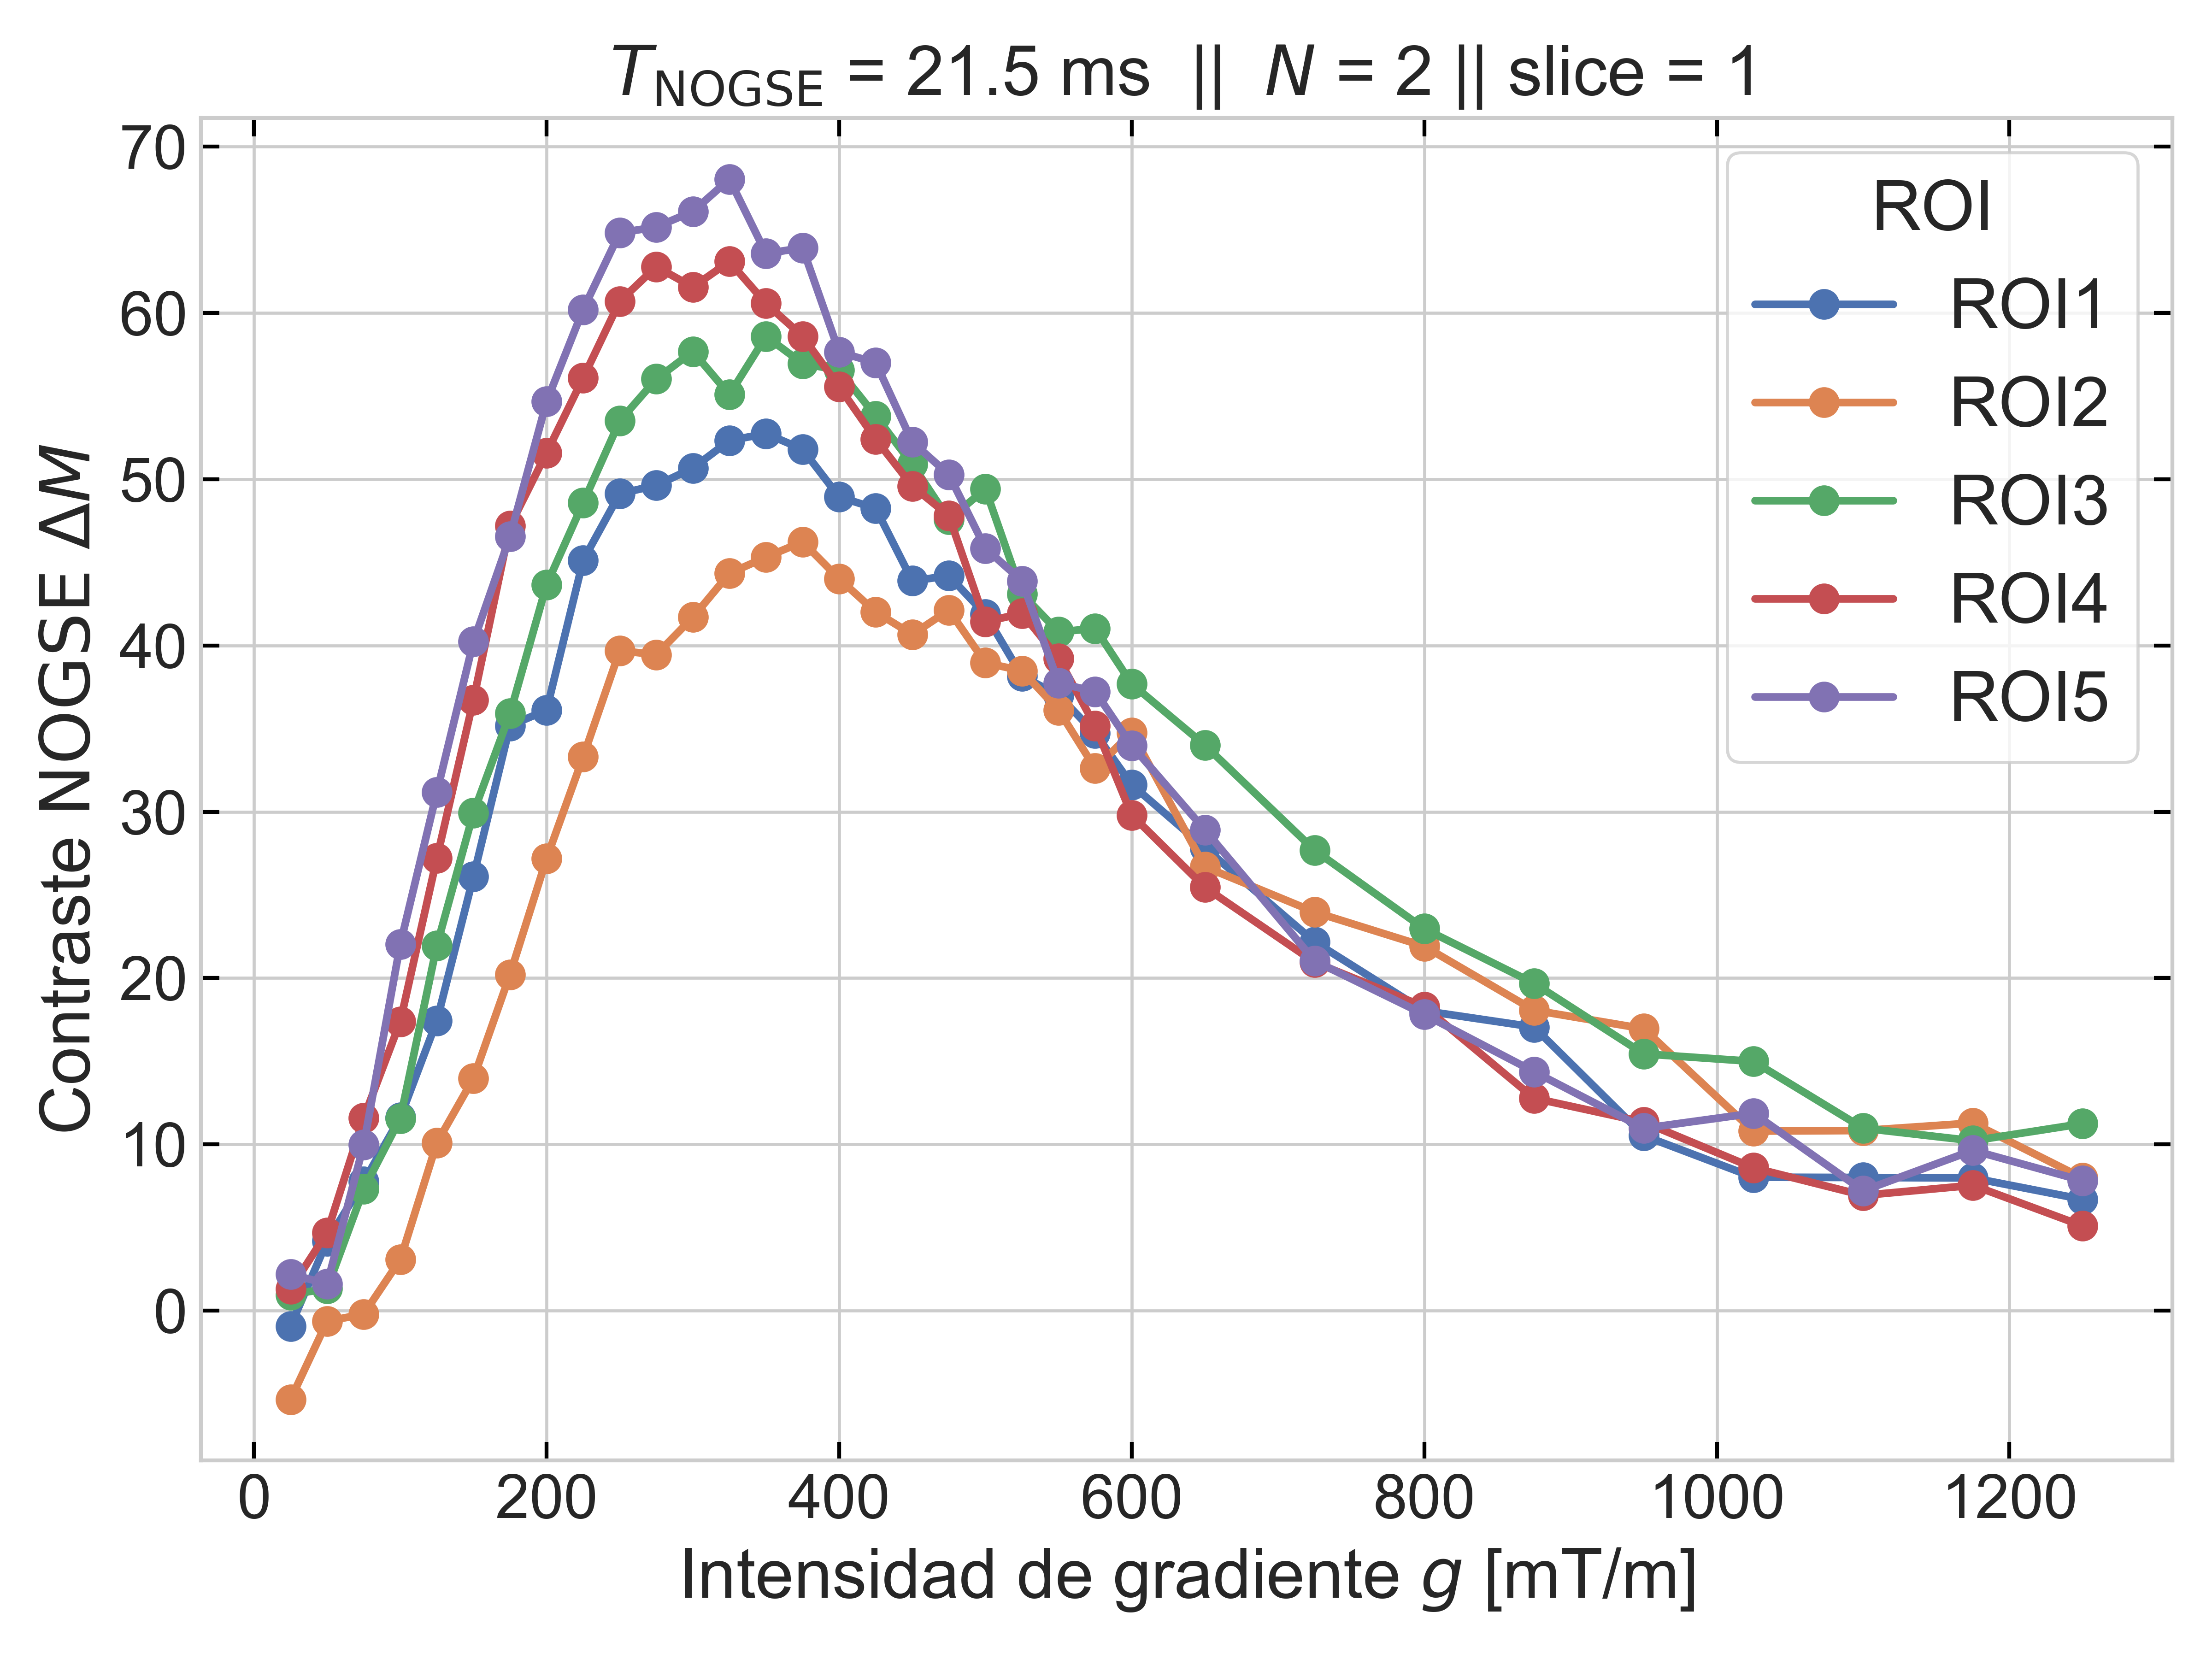 T_NOGSE = 21.5 ms || N = 2 || slice = 1
Contraste NOGSE ΔM
70
60
50
40
30
20
10
0
ROI
ROI1
ROI2
ROI3
ROI4
ROI5
0 200 400 600 800 1000 1200
Intensidad de gradiente g [mT/m]